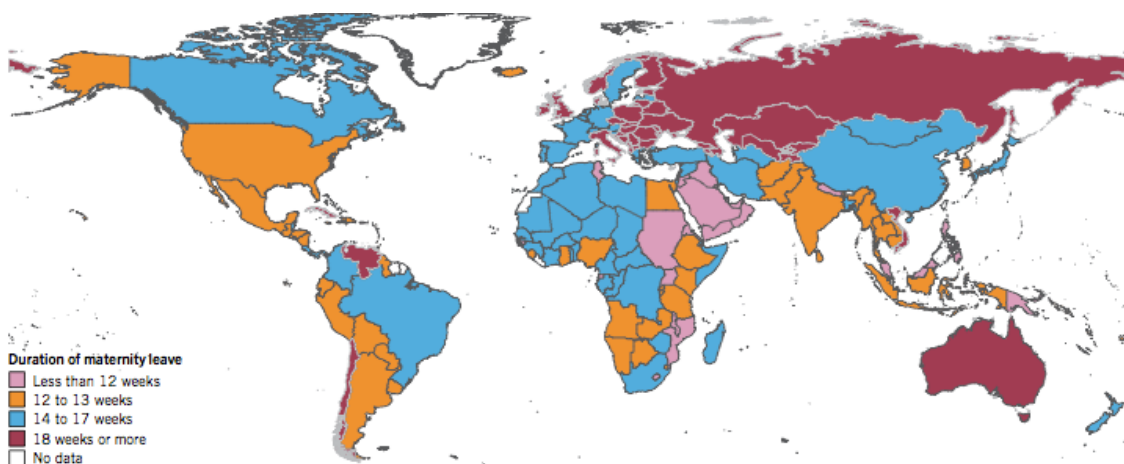 Duration of maternity leave
Less than 12 weeks
12 to 13 weeks
14 to 17 weeks
18 weeks or more
No data